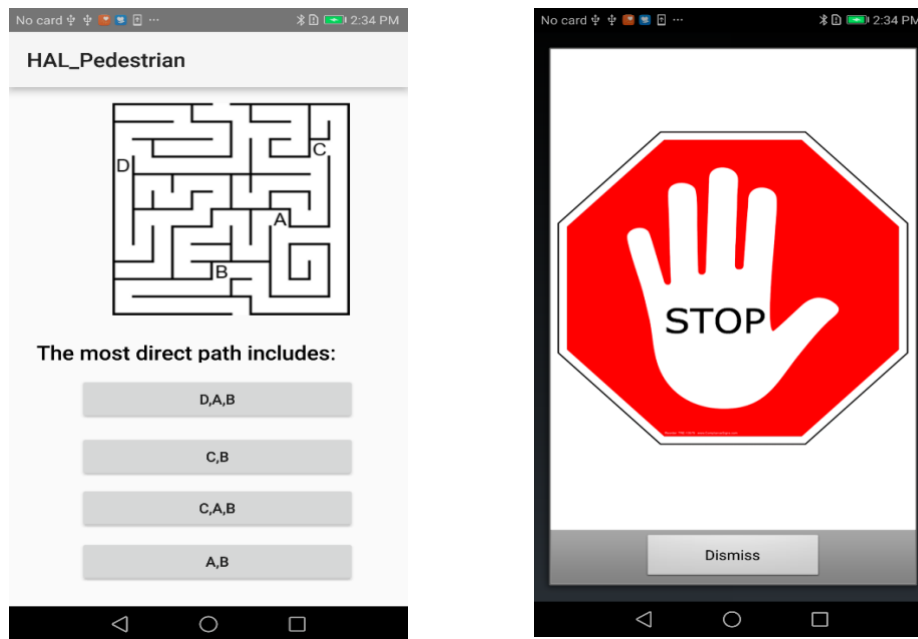 No card 2:34 PM
HAL_Pedestrian
C
D
A
B
The most direct path includes:
D,A,B
C,B
C,A,B
A,B
No card 2:34 PM
STOP
Dismiss